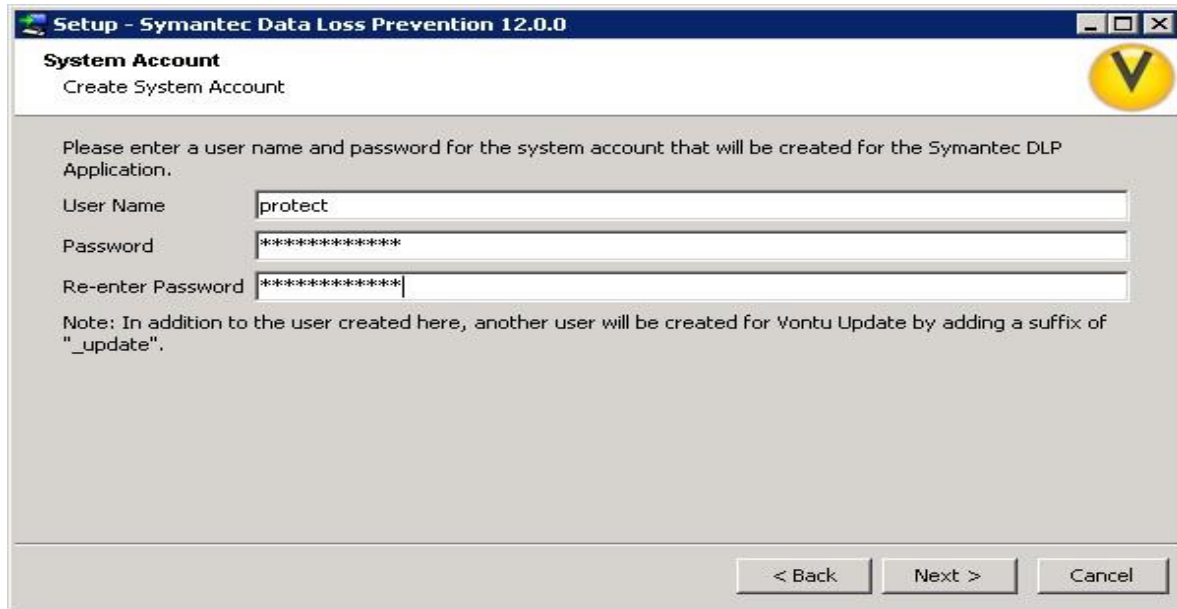 Setup - Symantec Data Loss Prevention 12.0.0
System Account
Create System Account
V
Please enter a user name and password for the system account that will be created for the Symantec DLP
Application.
User Name protect
Password ************
Re-enter Password ************
Note: In addition to the user created here, another user will be created for Vontu Update by adding a suffix of
"_update".
< Back Next > Cancel